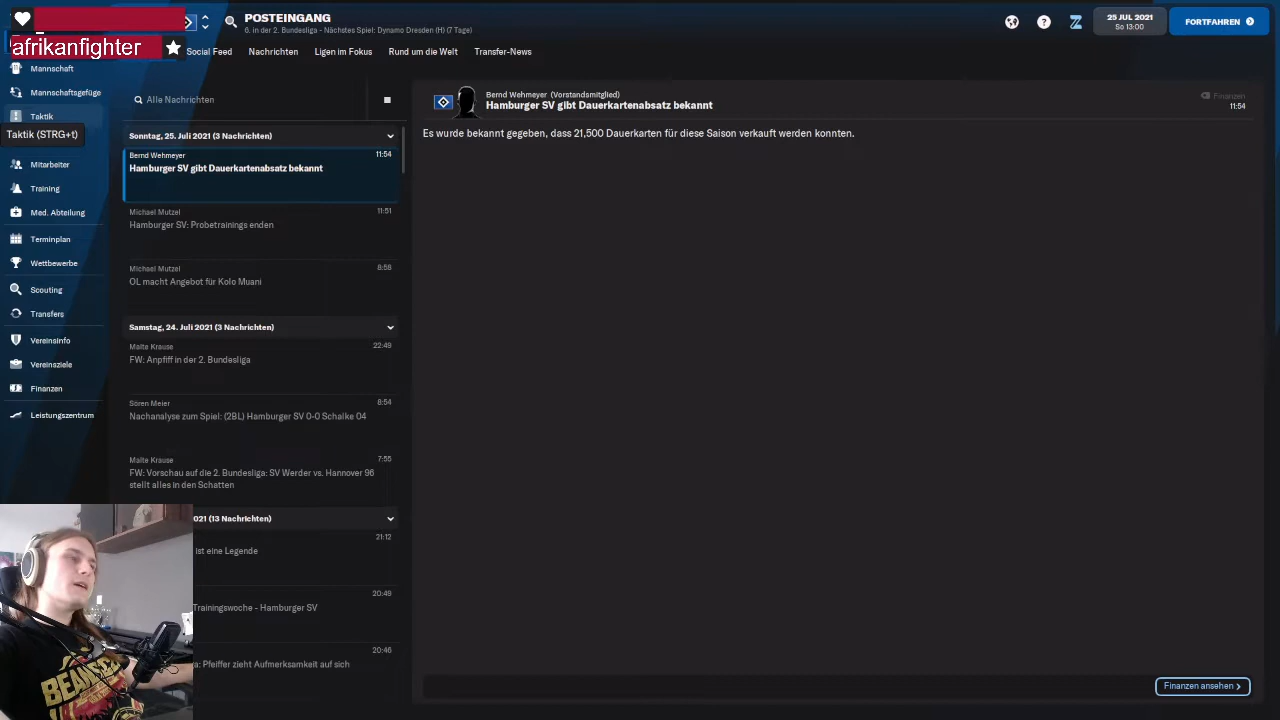 afrikanfighter
POSTEINGANG
6. in der 2. Bundesliga - Nächstes Spiel: Dynamo Dresden (H) (7 Tage)
25 JUL 2021
So 13:00
FORTFAHREN
Social Feed
Nachrichten
Ligen im Fokus
Rund um die Welt
Transfer-News
Mannschaft
Mannschaftsgefüge
Taktik
Taktik (STRG+t)
Mitarbeiter
Training
Med. Abteilung
Terminplan
Wettbewerbe
Scouting
Transfers
Vereinsinfo
Vereinsziele
Finanzen
Leistungszentrum
Alle Nachrichten
Sonntag, 25. Juli 2021 (3 Nachrichten)
Bernd Wehmeyer 11:54
Hamburger SV gibt Dauerkartenabsatz bekannt
Michael Mutzel 11:51
Hamburger SV: Probetrainings enden
Michael Mutzel 8:58
OL macht Angebot für Kolo Muani
Samstag, 24. Juli 2021 (3 Nachrichten)
Malte Krause 22:49
FW: Anpfiff in der 2. Bundesliga
Sören Meier 8:54
Nachanalyse zum Spiel: (2BL) Hamburger SV 0-0 Schalke 04
Malte Krause 7:55
FW: Vorschau auf die 2. Bundesliga: SV Werder vs. Hannover 96
stellt alles in den Schatten
021 (13 Nachrichten)
21:12
ist eine Legende
20:49
Trainingswoche - Hamburger SV
20:46
a: Pfeiffer zieht Aufmerksamkeit auf sich
Bernd Wehmeyer (Vorstandsmitglied)
Hamburger SV gibt Dauerkartenabsatz bekannt
Finanzen
11:54
Es wurde bekannt gegeben, dass 21,500 Dauerkarten für diese Saison verkauft werden konnten.
Finanzen ansehen